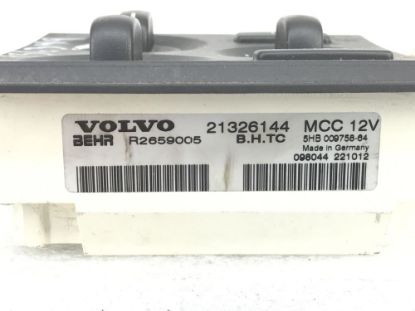 VOLVO 21326144 MCC 12V
BEHR R2659005 B.H.TC 5HB 009758-64
Made in Germany
098044 221012